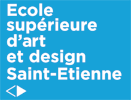 Ecole
supérieure
d'art
et design
Saint-Etienne